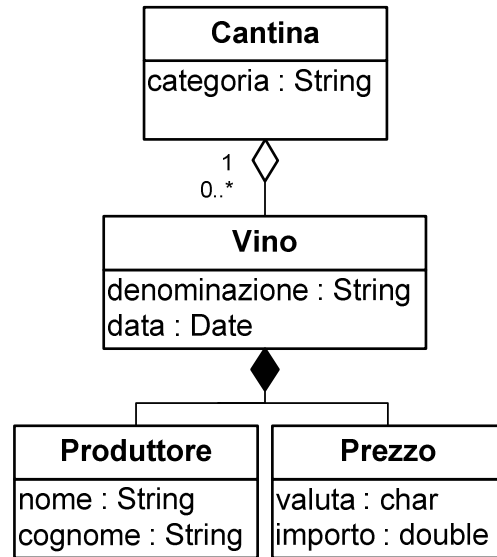 Cantina
categoria : String
1
0..*
Vino
denominazione : String
data : Date
Produttore
nome : String
cognome : String
Prezzo
valuta : char
importo : double